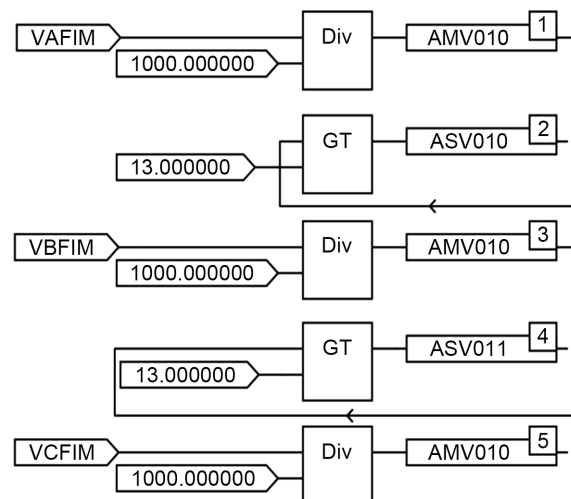 VAFIM Div AMV010 1
1000.000000
GT ASV010 2
13.000000
VBFIM Div AMV010 3
1000.000000
GT ASV011 4
13.000000
VCFIM Div AMV010 5
1000.000000